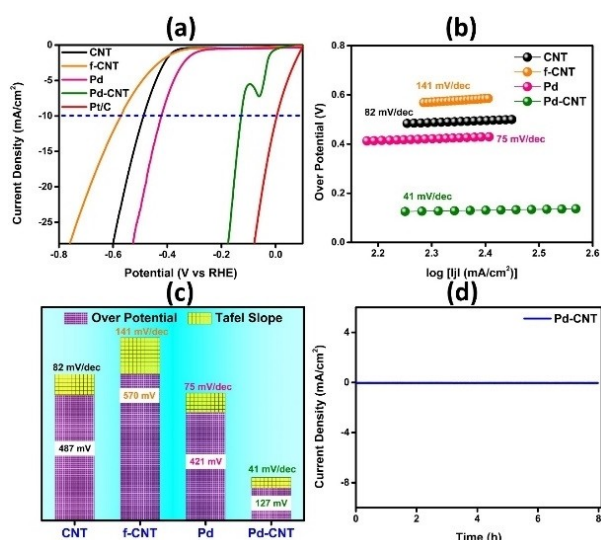 (a)
CNT
f-CNT
Pd
Pd-CNT
Pt/C
0
-5
-10
-15
-20
-25
-0.8
-0.6
-0.4
-0.2
0.0
Current Density (mA/cm²)
Potential (V vs RHE)
(b)
CNT
f-CNT
Pd
Pd-CNT
0.8
0.6
0.4
0.2
0.0
141 mV/dec
82 mV/dec
75 mV/dec
41 mV/dec
2.2
2.3
2.4
2.5
2.6
Over Potential (V)
log [IjI (mA/cm²)]
(c)
Over Potential
Tafel Slope
141 mV/dec
82 mV/dec
75 mV/dec
41 mV/dec
570 mV
487 mV
421 mV
127 mV
CNT
f-CNT
Pd
Pd-CNT
(d)
Pd-CNT
4
0
-4
-8
0
2
4
6
8
Current Density (mA/cm²)
Time (h)